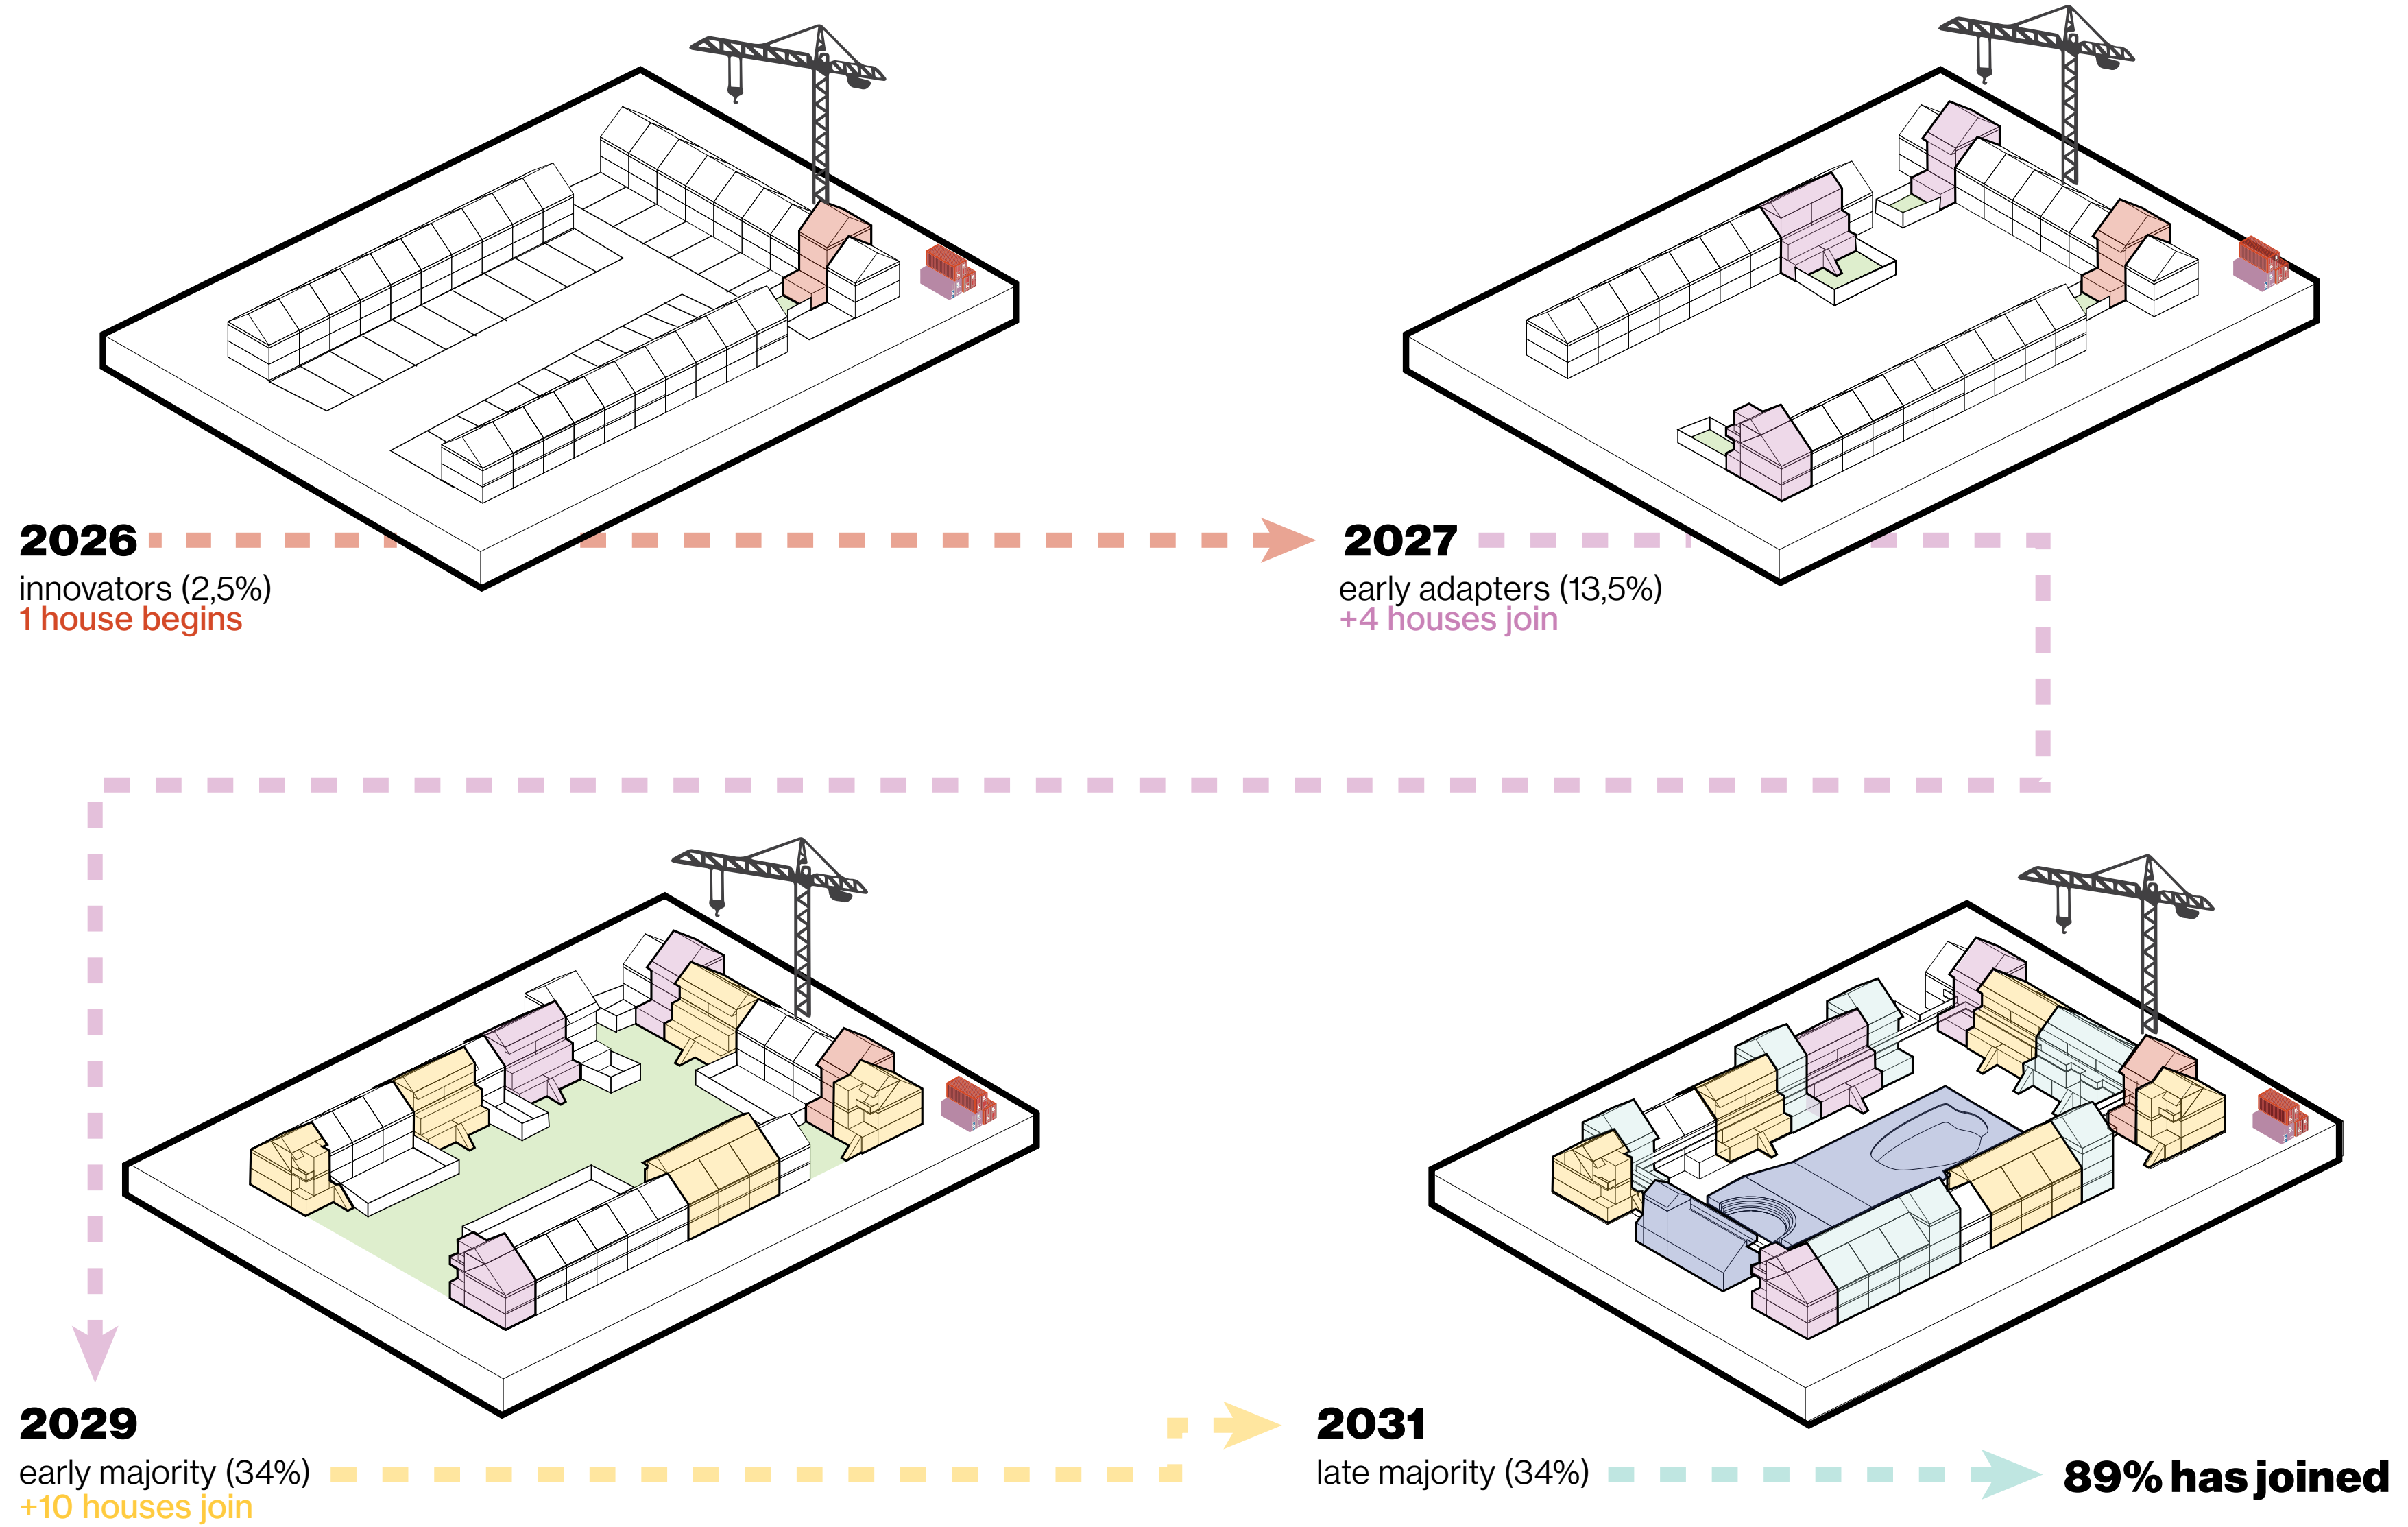 2026
innovators (2,5%)
1 house begins
2027
early adapters (13,5%)
+4 houses join
2029
early majority (34%)
+10 houses join
2031
late majority (34%)
89% has joined